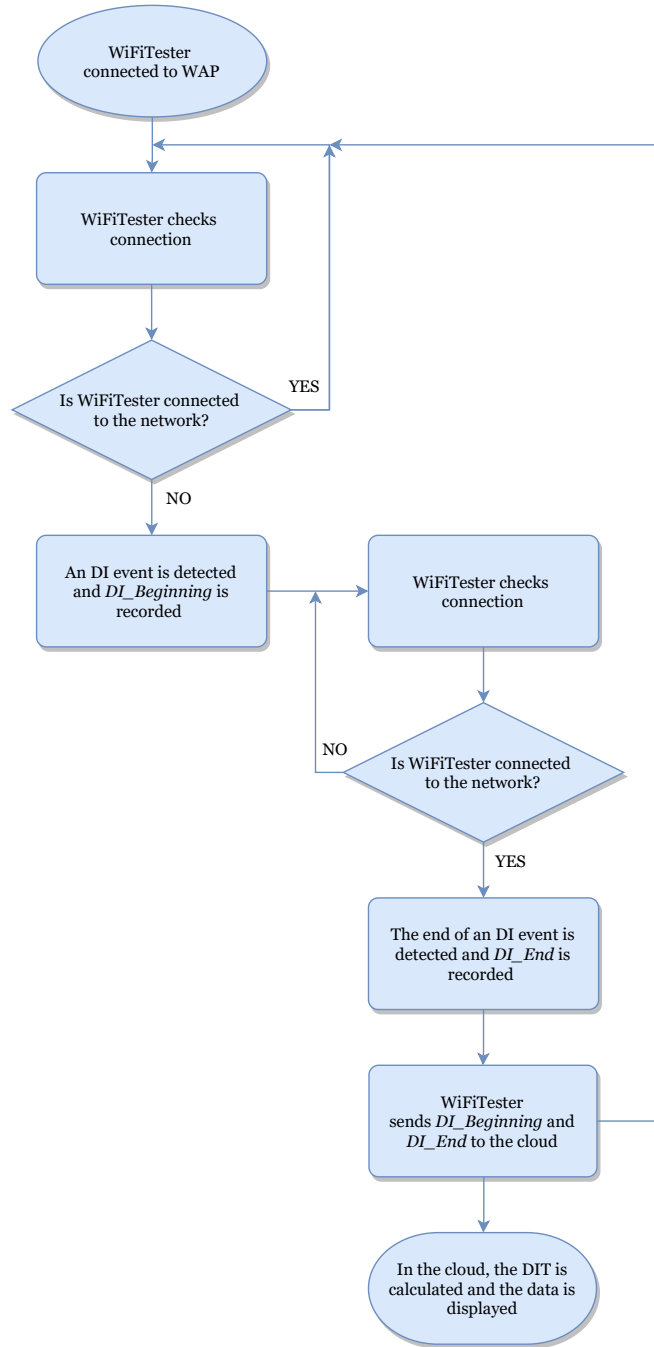 WiFiTester
connected to WAP
WiFiTester checks
connection
Is WiFiTester connected
to the network?
YES
NO
An DI event is detected
and DI_Beginning is
recorded
WiFiTester checks
connection
Is WiFiTester connected
to the network?
NO
YES
The end of an DI event is
detected and DI_End is
recorded
WiFiTester
sends DI_Beginning and
DI_End to the cloud
In the cloud, the DIT is
calculated and the data is
displayed